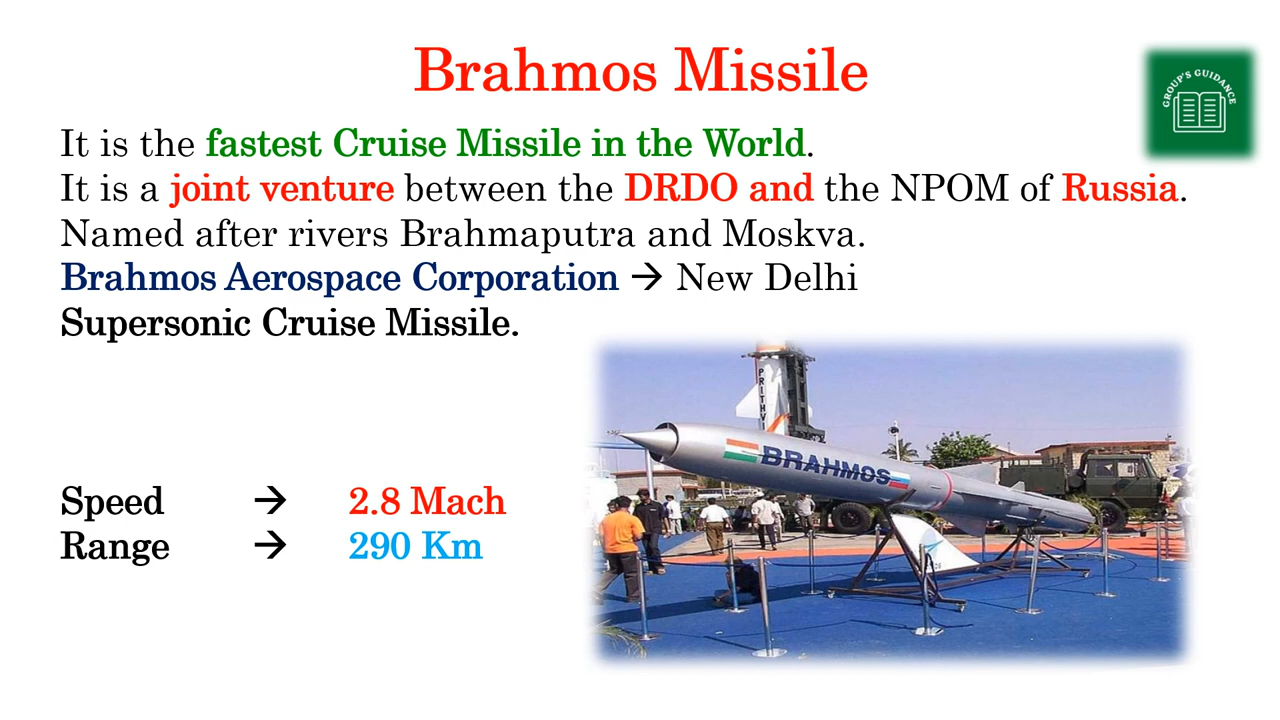 Brahmos Missile
GROUP'S GUIDANCE
It is the fastest Cruise Missile in the World.
It is a joint venture between the DRDO and the NPOM of Russia.
Named after rivers Brahmaputra and Moskva.
Brahmos Aerospace Corporation → New Delhi
Supersonic Cruise Missile.
PRITHV
BRAHMOS
Speed → 2.8 Mach
Range → 290 Km